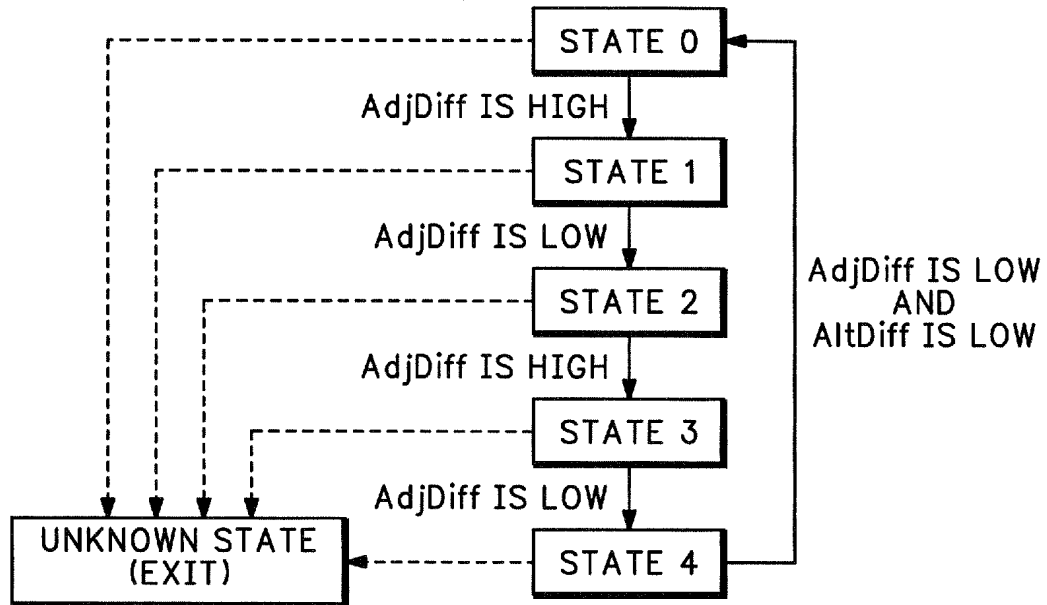 STATE 0
AdjDiff IS HIGH
STATE 1
AdjDiff IS LOW
STATE 2
AdjDiff IS LOW
AND
AltDiff IS LOW
AdjDiff IS HIGH
STATE 3
AdjDiff IS LOW
UNKNOWN STATE
(EXIT)
STATE 4